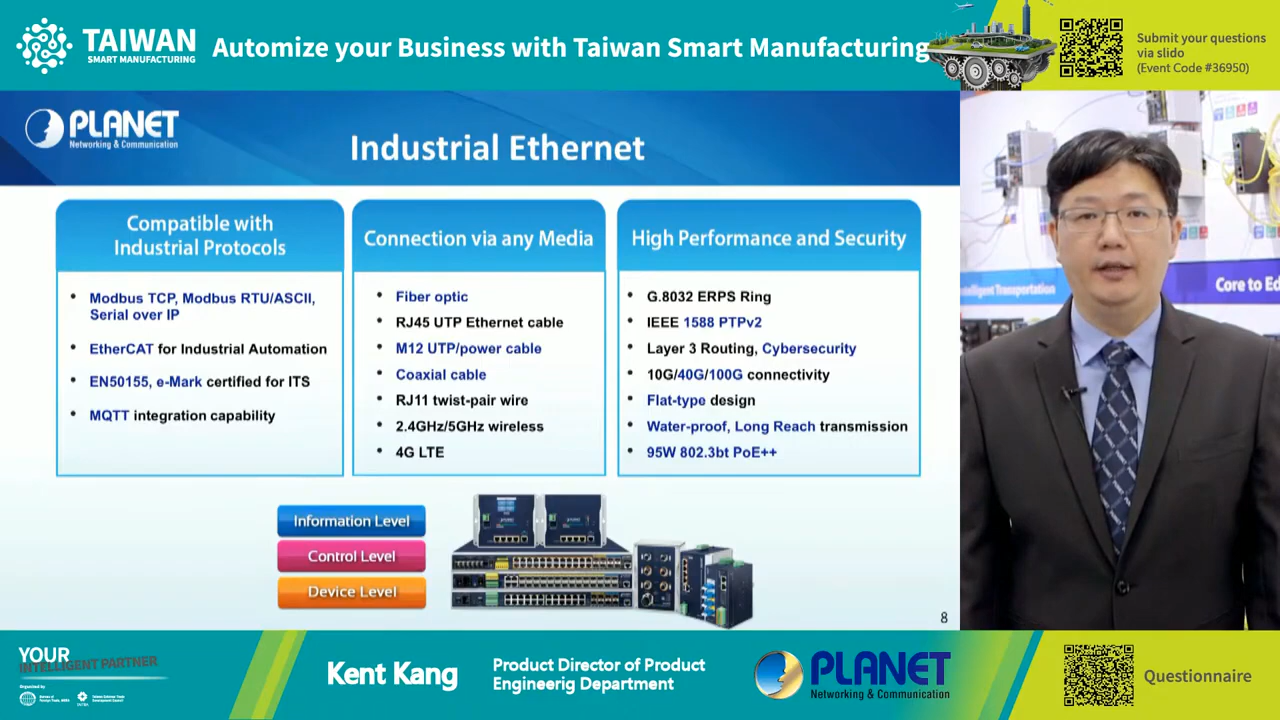 TAIWAN
SMART MANUFACTURING
Automize your Business with Taiwan Smart Manufacturing
Submit your questions
via slido
(Event Code #36950)
PLANET
Networking & Communication
Industrial Ethernet
Compatible with
Industrial Protocols
• Modbus TCP, Modbus RTU/ASCII,
Serial over IP
• EtherCAT for Industrial Automation
• EN50155, e-Mark certified for ITS
• MQTT integration capability
Connection via any Media
• Fiber optic
• RJ45 UTP Ethernet cable
• M12 UTP/power cable
• Coaxial cable
• RJ11 twist-pair wire
• 2.4GHz/5GHz wireless
• 4G LTE
High Performance and Security
• G.8032 ERPS Ring
• IEEE 1588 PTPv2
• Layer 3 Routing, Cybersecurity
• 10G/40G/100G connectivity
• Flat-type design
• Water-proof, Long Reach transmission
• 95W 802.3bt PoE++
Information Level
Control Level
Device Level
8
Intelligent Transportation
Core to Ed
YOUR
INTELLIGENT PARTNER
Organized by
Kent Kang
Product Director of Product
Engineerig Department
PLANET
Networking & Communication
Questionnaire